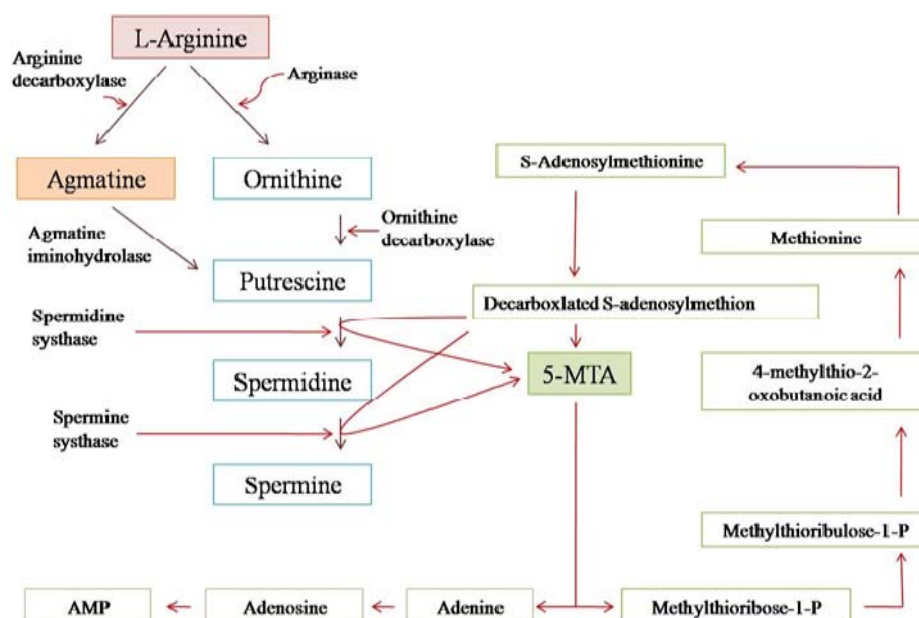 L-Arginine
Arginine
decarboxylase
Arginase
Agmatine
Ornithine
S-Adenosylmethionine
Agmatine
iminohydrolase
Ornithine
decarboxylase
Methionine
Putrescine
Decarboxlated S-adenosylmethion
Spermidine
systhase
Spermidine
5-MTA
4-methylthio-2-
oxobutanoic acid
Spermine
systhase
Spermine
Methylthioribulose-1-P
AMP
Adenosine
Adenine
Methylthioribose-1-P